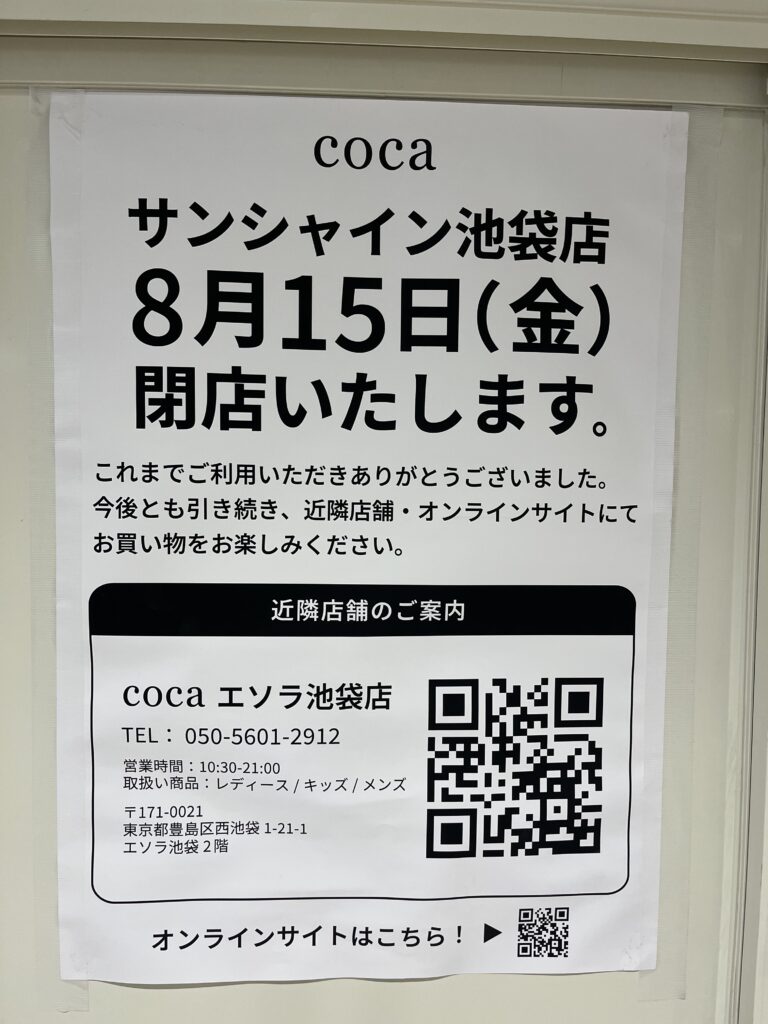 coca
サンシャイン池袋店
8月15日(金)
閉店いたします。
これまでご利用いただきありがとうございました。
今後とも引き続き、近隣店舗・オンラインサイトにて
お買い物をお楽しみください。
近隣店舗のご案内
coca エソラ池袋店
TEL： 050-5601-2912
営業時間：10:30-21:00
取扱い商品：レディース / キッズ / メンズ
〒171-0021
東京都豊島区西池袋 1-21-1
エソラ池袋 2階
オンラインサイトはこちら！ ▶